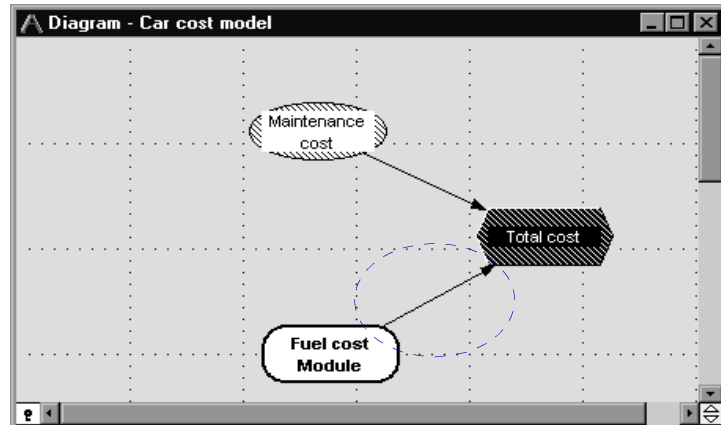 Diagram - Car cost model
Maintenance
cost
Total cost
Fuel cost
Module
?